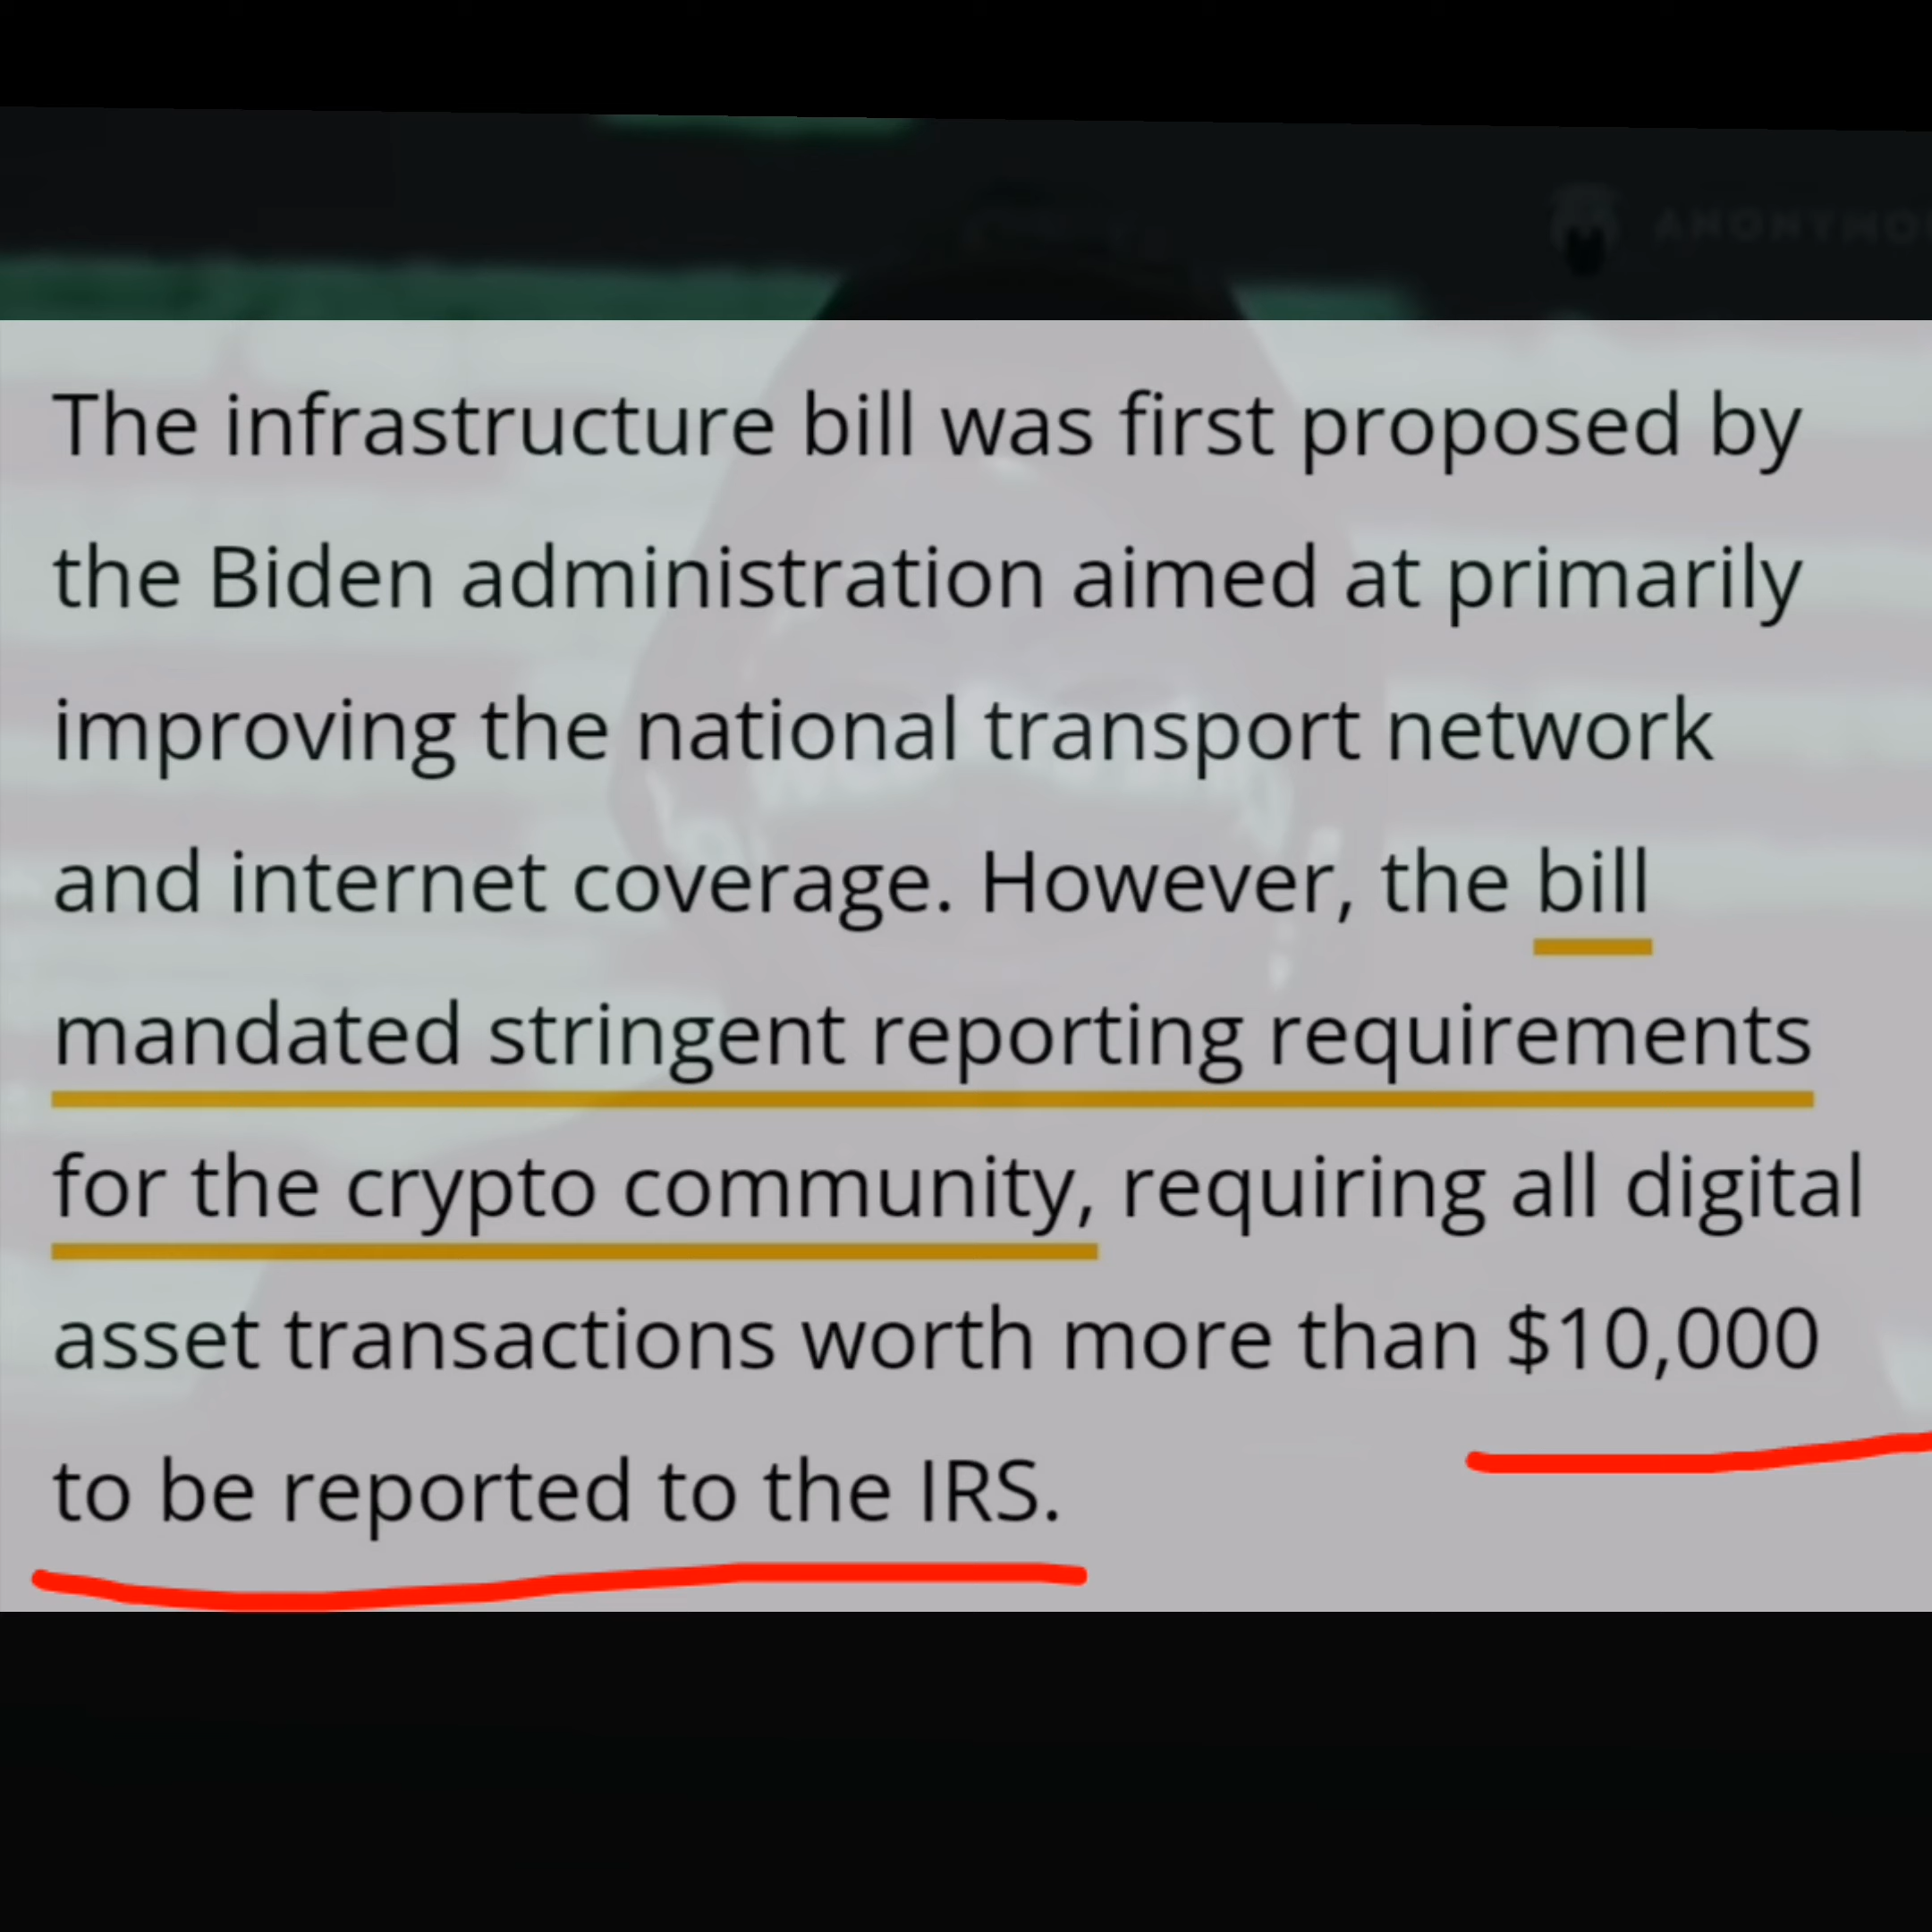 ANONYMO
The infrastructure bill was first proposed by
the Biden administration aimed at primarily
improving the national transport network
and internet coverage. However, the bill
mandated stringent reporting requirements
for the crypto community, requiring all digital
asset transactions worth more than $10,000
to be reported to the IRS.